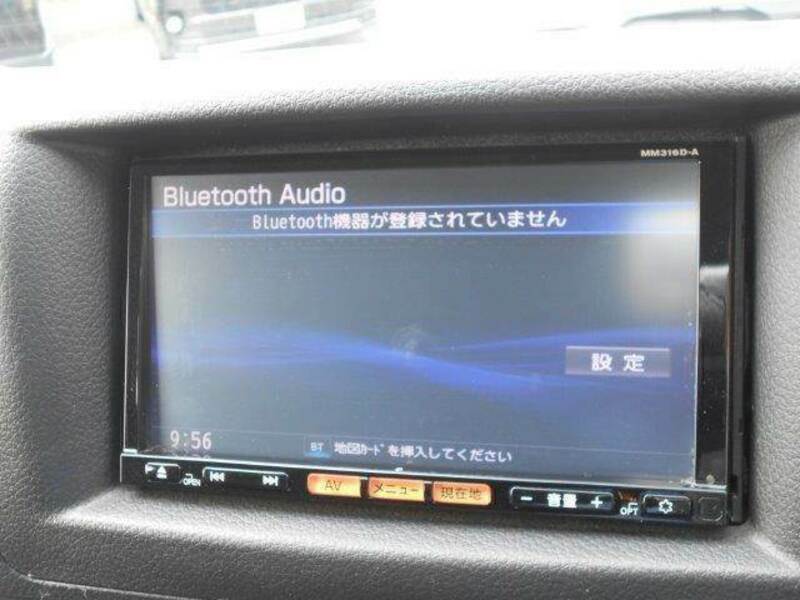 MM316D-A
Bluetooth Audio
Bluetooth機器が登録されていません
設定
9:56
BT 地図ｶｰﾄﾞを挿入してください
OPEN
AV メニュー 現在地
− 音量 +
OFF